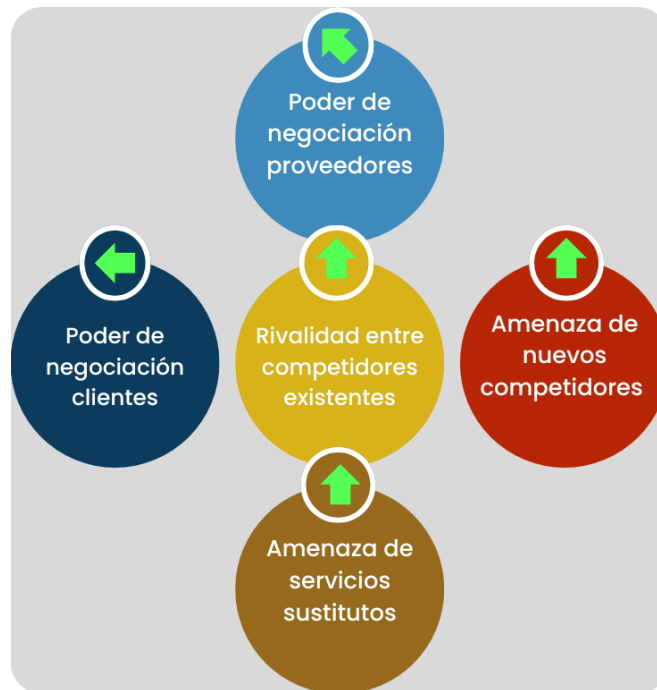 Poder de
negociación
proveedores
Poder de
negociación
clientes
Rivalidad entre
competidores
existentes
Amenaza de
nuevos
competidores
Amenaza de
servicios
sustitutos